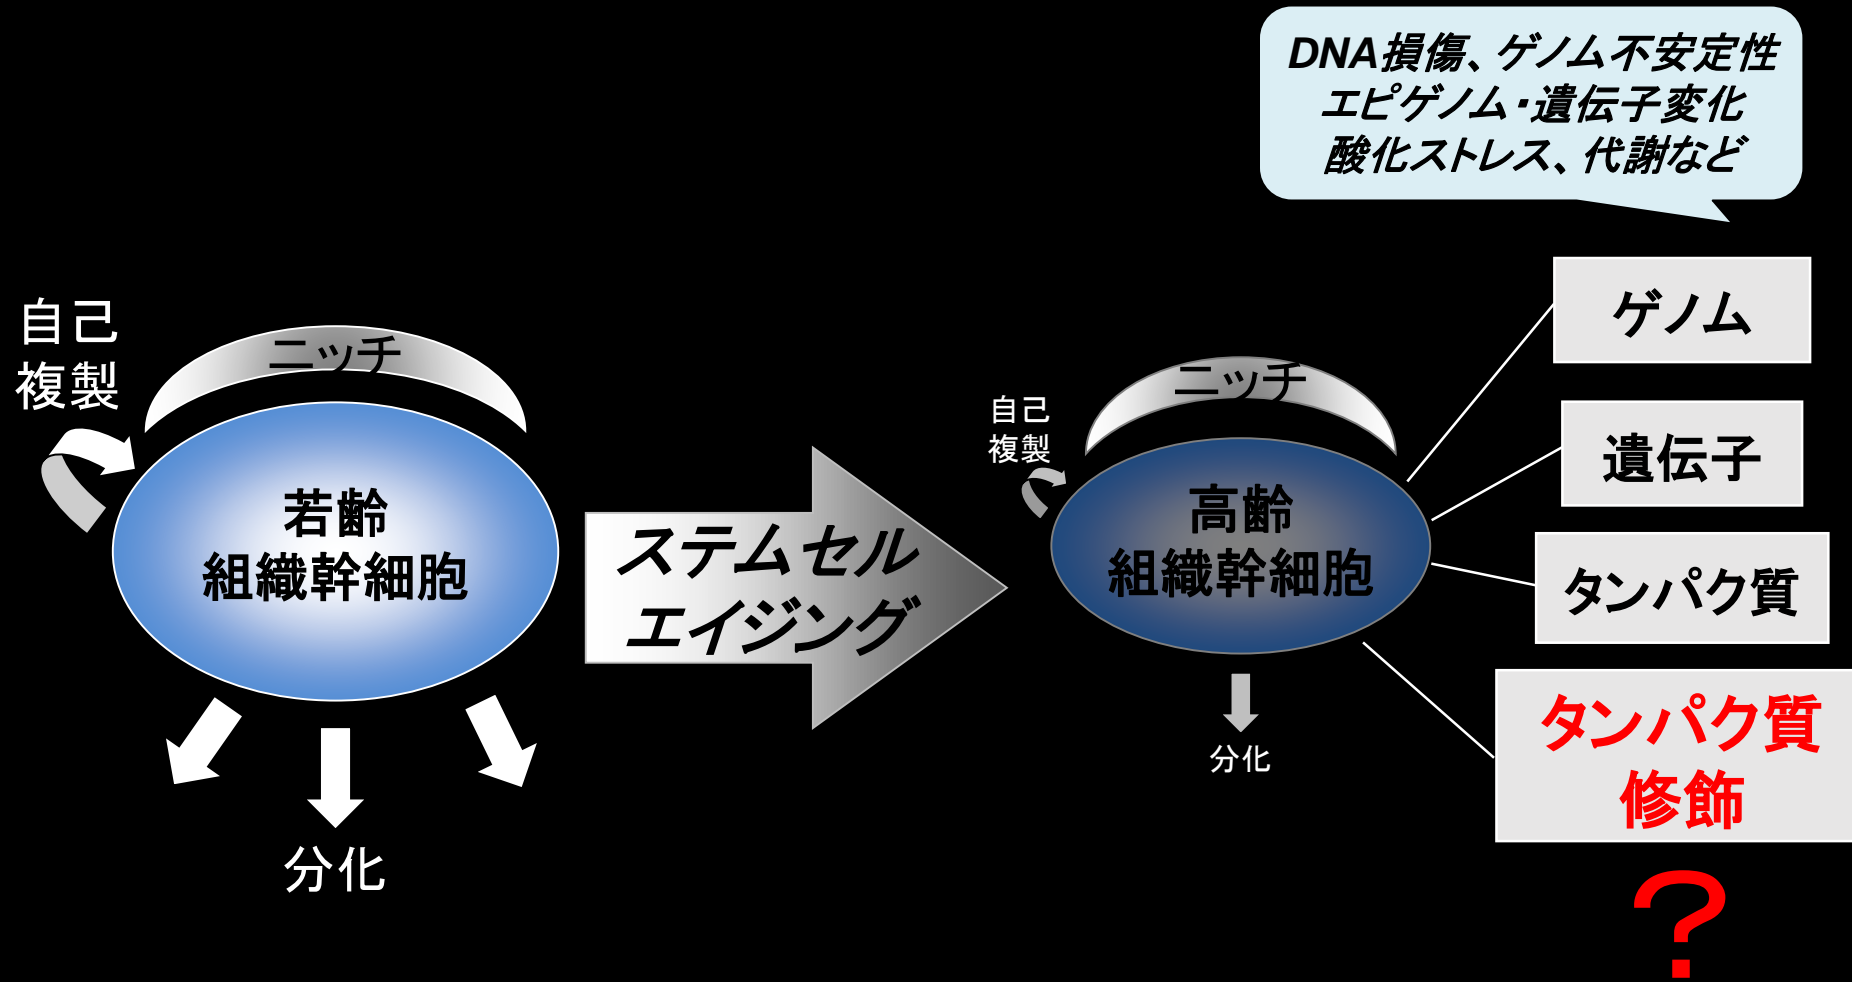 DNA損傷、ゲノム不安定性
エピゲノム・遺伝子変化
酸化ストレス、代謝など
自己
複製
ニッチ
若齢
組織幹細胞
分化
ステムセル
エイジング
自己
複製
ニッチ
高齢
組織幹細胞
分化
ゲノム
遺伝子
タンパク質
タンパク質
修飾
?